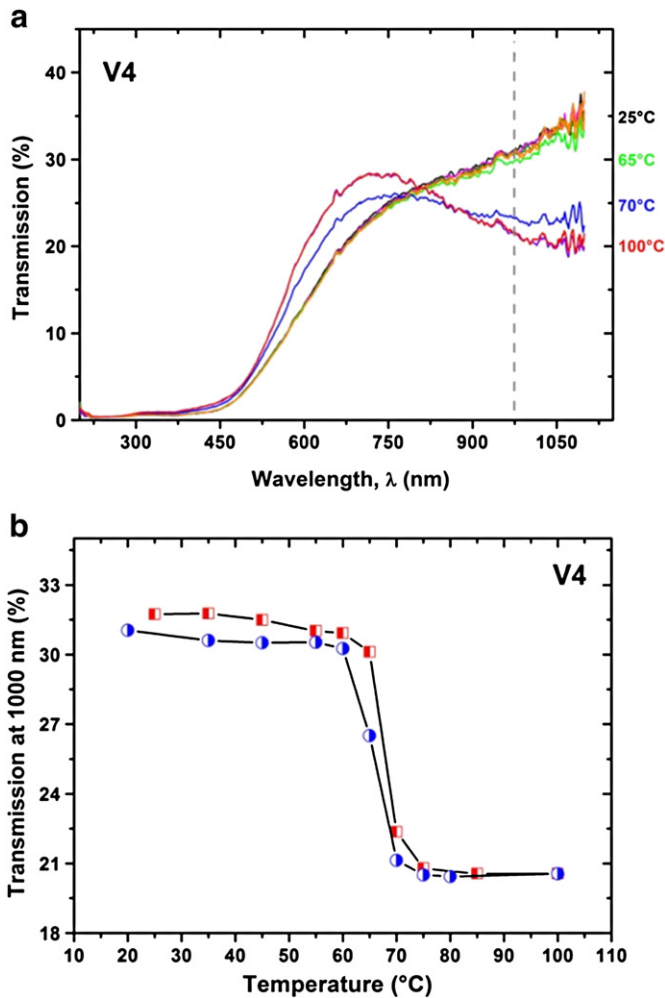 a
V4
Transmission (%)
40
30
20
10
0
25°C
65°C
70°C
100°C
300 450 600 750 900 1050
Wavelength, λ (nm)
b
V4
Transmission at 1000 nm (%)
33
30
27
24
21
18
10 20 30 40 50 60 70 80 90 100 110
Temperature (°C)